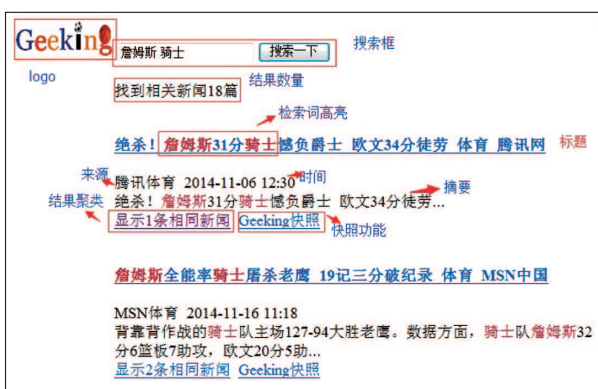 Geeking
詹姆斯 骑士 搜索一下 搜索框
logo
找到相关新闻18篇 结果数量
检索词高亮
绝杀！詹姆斯31分骑士憾负爵士 欧文34分徒劳 体育 腾讯网 标题
来源 腾讯体育 2014-11-06 12:30 时间
绝杀！詹姆斯31分骑士憾负爵士 欧文34分徒劳... 摘要
结果聚类 显示1条相同新闻 Geeking快照 快照功能
詹姆斯全能率骑士屠杀老鹰 19记三分破纪录 体育 MSN中国
MSN体育 2014-11-16 11:18
背靠背作战的骑士队主场127-94大胜老鹰。数据方面，骑士队詹姆斯32
分6篮板7助攻，欧文20分5助...
显示2条相同新闻 Geeking快照